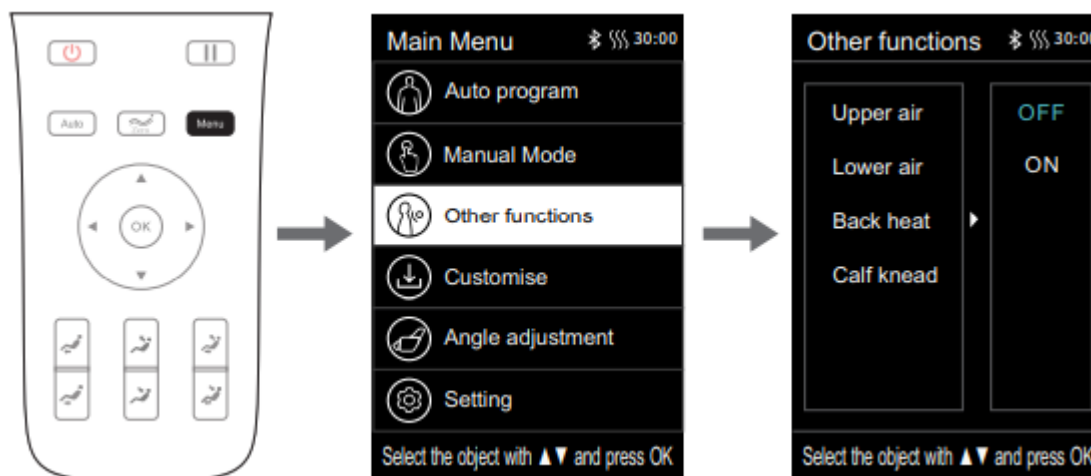 Auto
Menu
OK
Main Menu 30:00
Auto program
Manual Mode
Other functions
Customise
Angle adjustment
Setting
Select the object with ▲▼ and press OK
Other functions 30:00
Upper air
Lower air
Back heat
Calf knead
OFF
ON
Select the object with ▲▼ and press OK